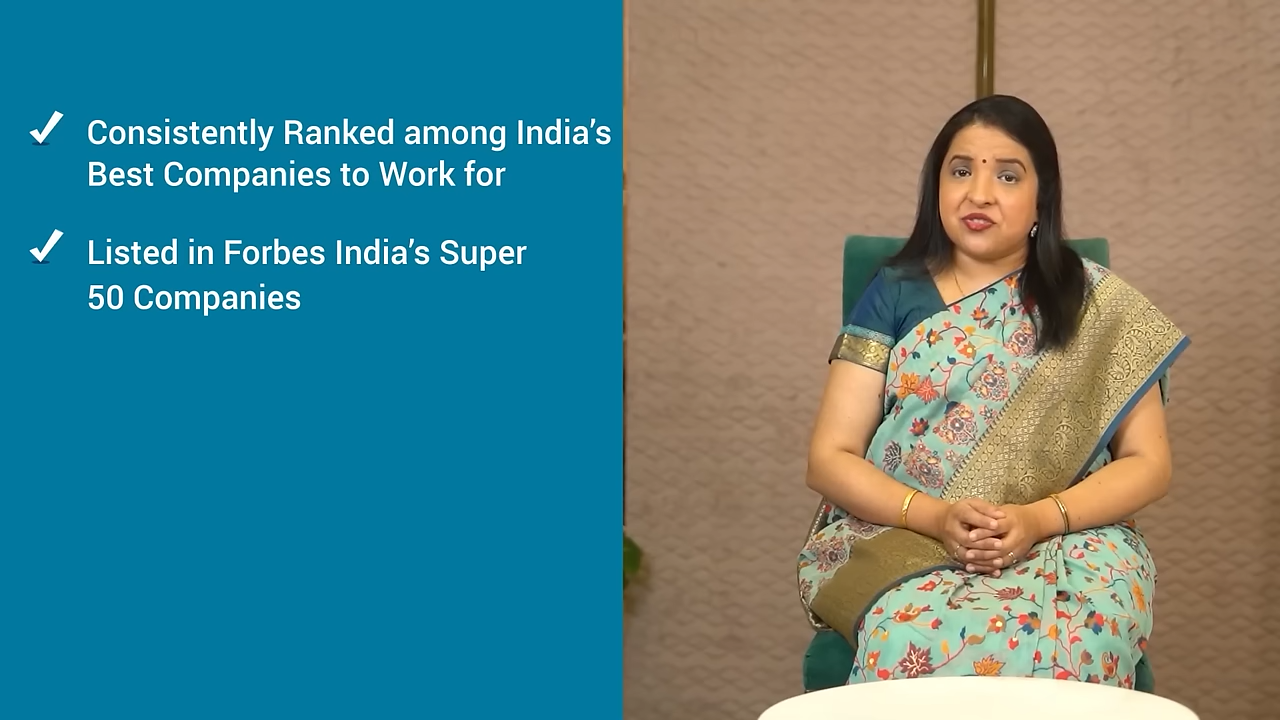 Consistently Ranked among India's
Best Companies to Work for
Listed in Forbes India's Super
50 Companies